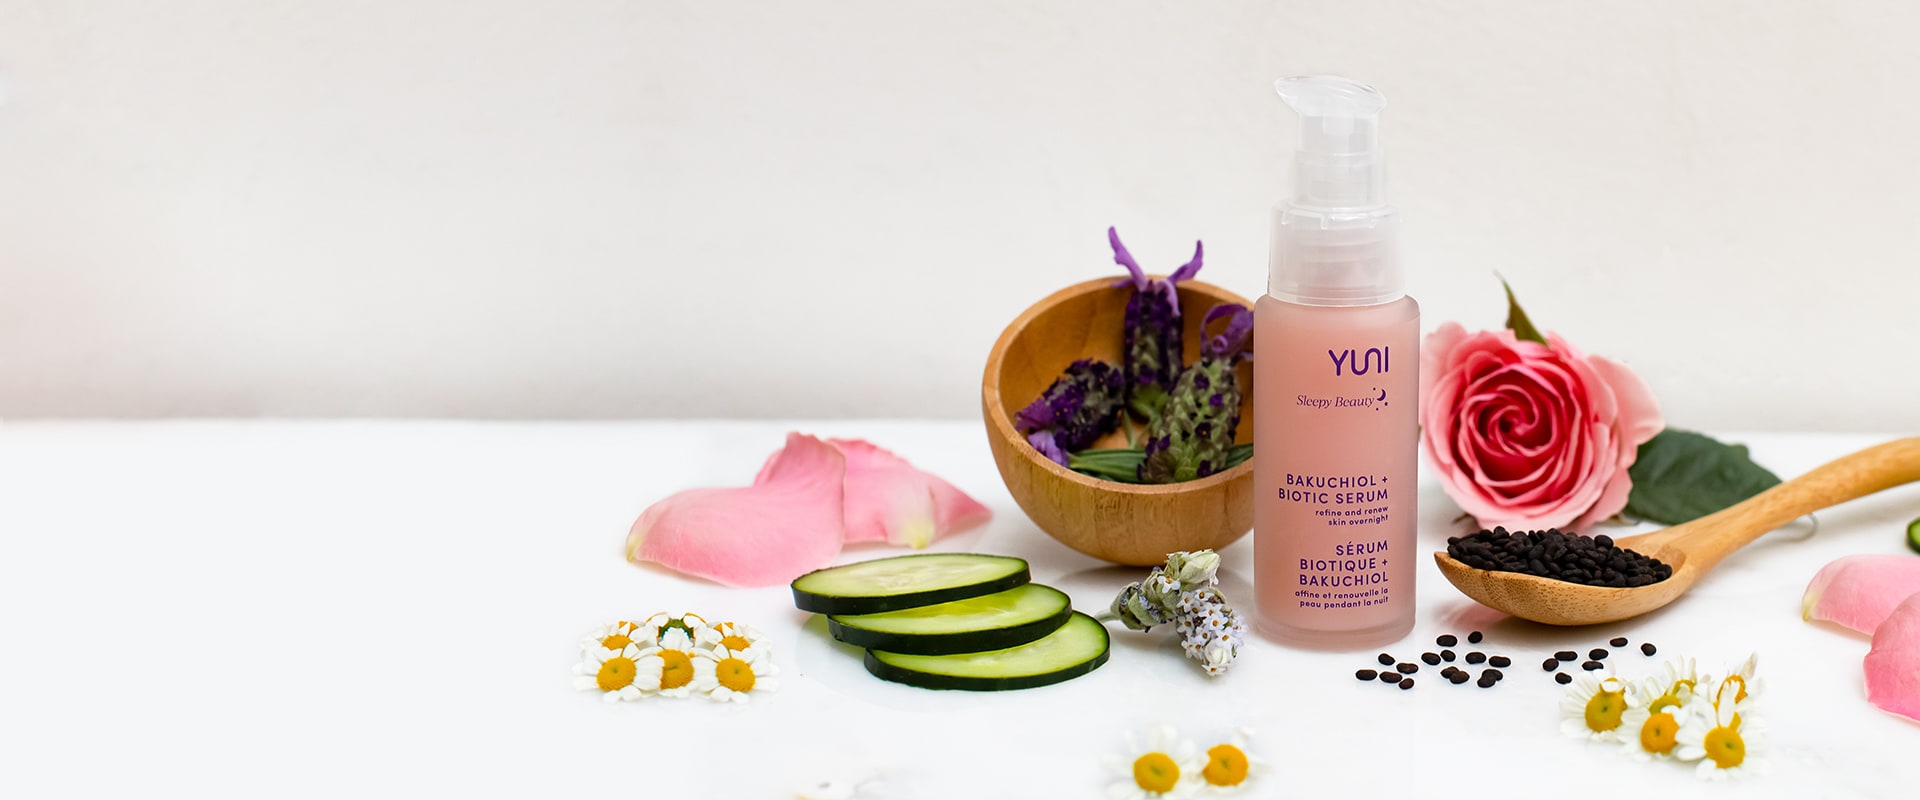 YUNI
Sleepy Beauty
BAKUCHIOL +
BIOTIC SERUM
refine and renew
skin overnight
SÉRUM
BIOTIQUE +
BAKUCHIOL
affine et renouvelle la
peau pendant la nuit